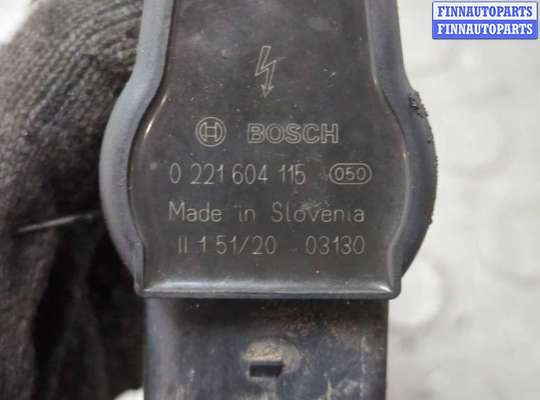 FINNAUTOPARTS
FINNAUTOPARTS
BOSCH
0 221 604 115 050
Made in Slovenia
II 1 51/20 03130